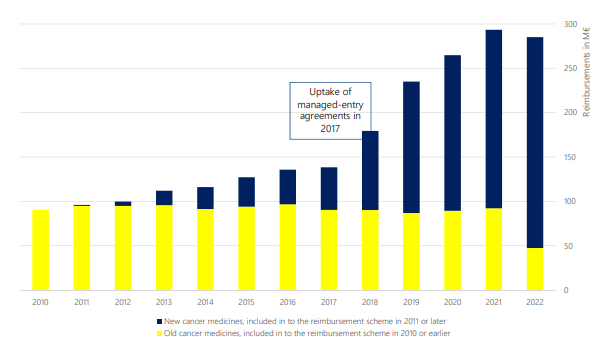 300
250
200
150
100
50
0
Reimbursements in M€
Uptake of
managed-entry
agreements in
2017
2010 2011 2012 2013 2014 2015 2016 2017 2018 2019 2020 2021 2022
New cancer medicines, included in to the reimbursement scheme in 2011 or later
Old cancer medicines, included in to the reimbursement scheme in 2010 or earlier